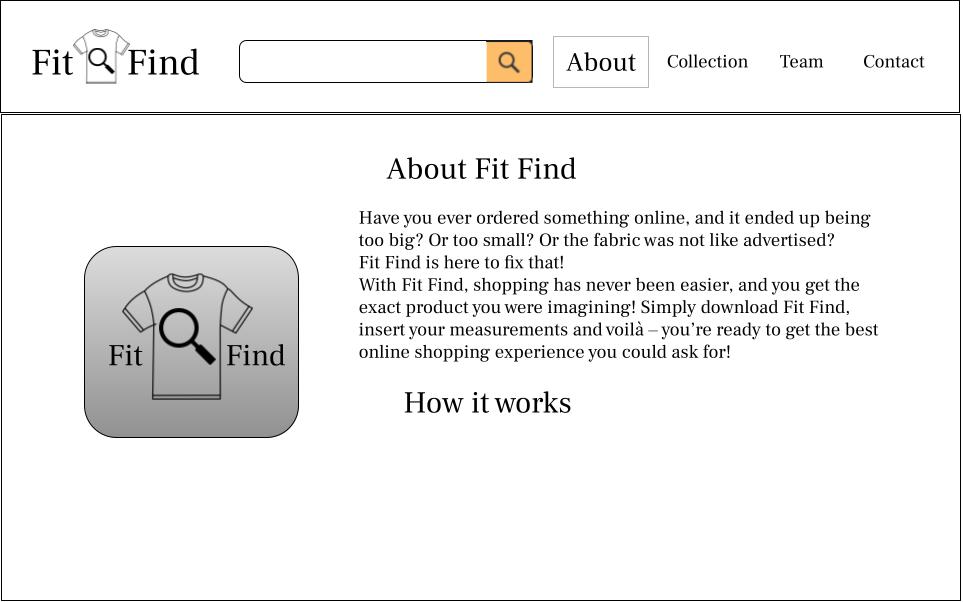 Fit Find
About Collection Team Contact
About Fit Find
Have you ever ordered something online, and it ended up being
too big? Or too small? Or the fabric was not like advertised?
Fit Find is here to fix that!
With Fit Find, shopping has never been easier, and you get the
exact product you were imagining! Simply download Fit Find,
insert your measurements and voilà – you’re ready to get the best
online shopping experience you could ask for!
Fit Find
How it works